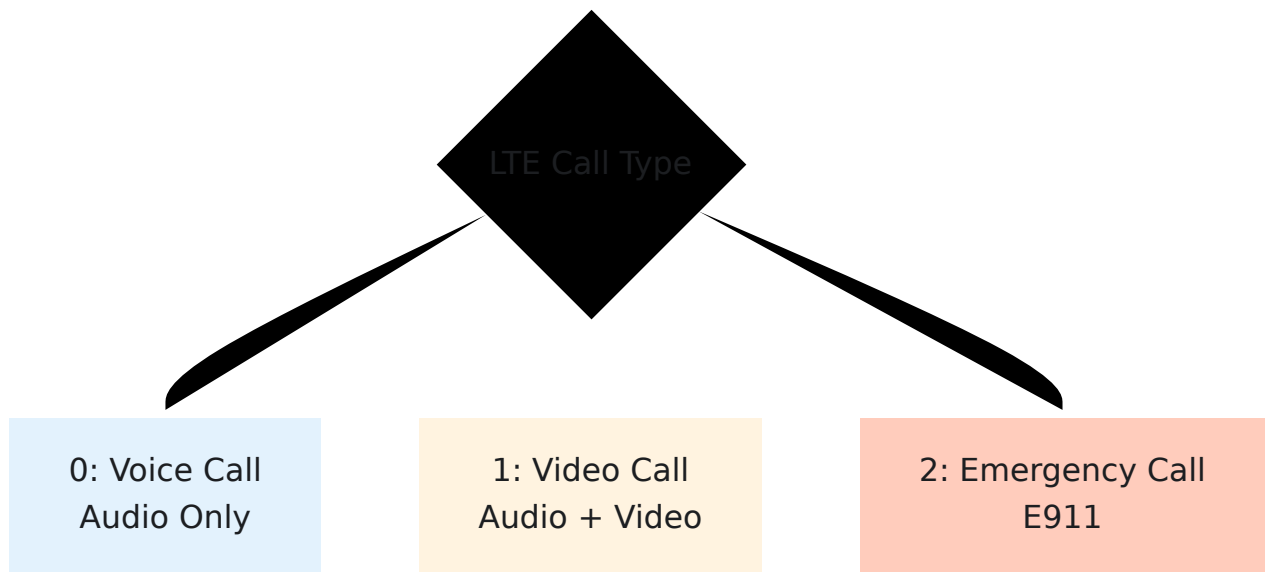 LTE Call Type
0: Voice Call
Audio Only
1: Video Call
Audio + Video
2: Emergency Call
E911